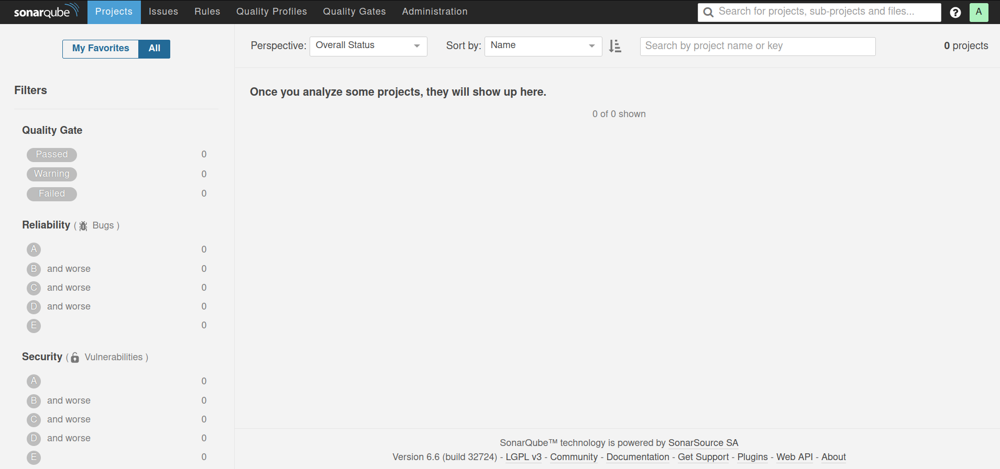 sonarqube Projects Issues Rules Quality Profiles Quality Gates Administration Search for projects, sub-projects and files... ? A
My Favorites All
Perspective: Overall Status Sort by: Name Search by project name or key 0 projects
Filters
Once you analyze some projects, they will show up here.
0 of 0 shown
Quality Gate
Passed 0
Warning 0
Failed 0
Reliability ( Bugs )
A 0
B and worse 0
C and worse 0
D and worse 0
E 0
Security ( Vulnerabilities )
A 0
B and worse 0
C and worse 0
D and worse 0
E 0
SonarQube™ technology is powered by SonarSource SA
Version 6.6 (build 32724) - LGPL v3 - Community - Documentation - Get Support - Plugins - Web API - About